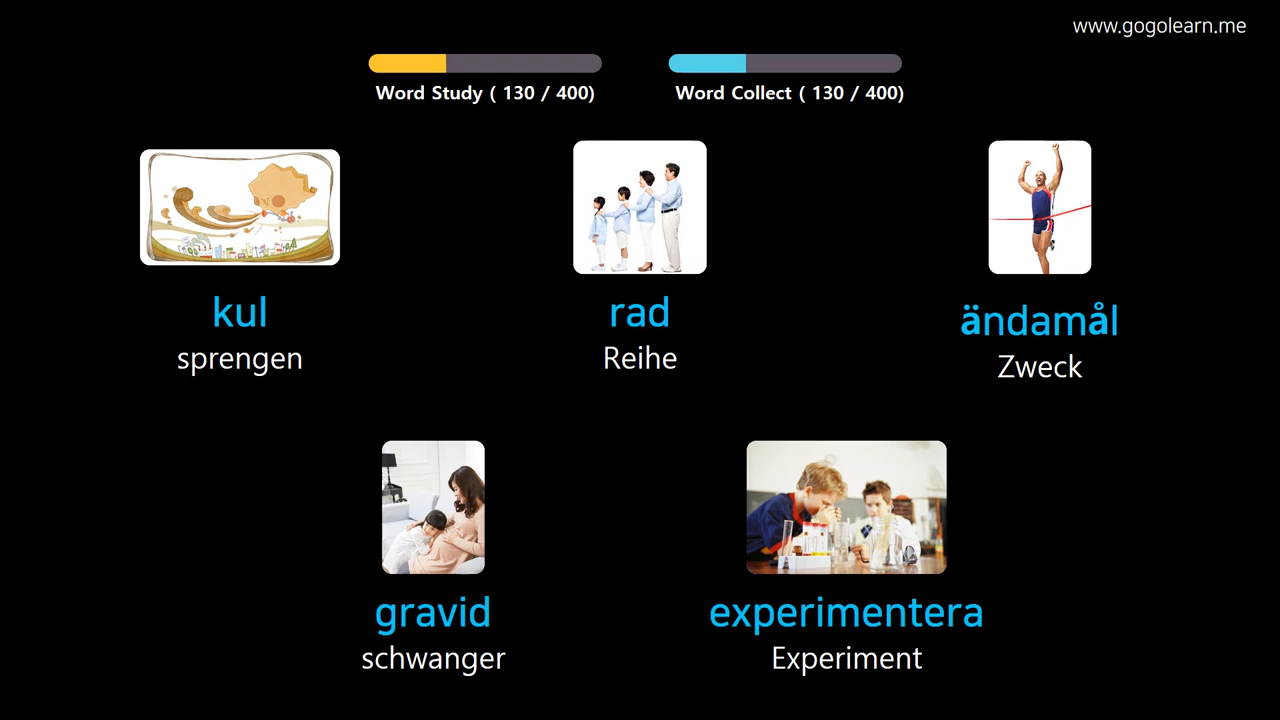 www.gogolearn.me
Word Study ( 130 / 400)
Word Collect ( 130 / 400)
kul
sprengen
rad
Reihe
ändamål
Zweck
gravid
schwanger
experimentera
Experiment